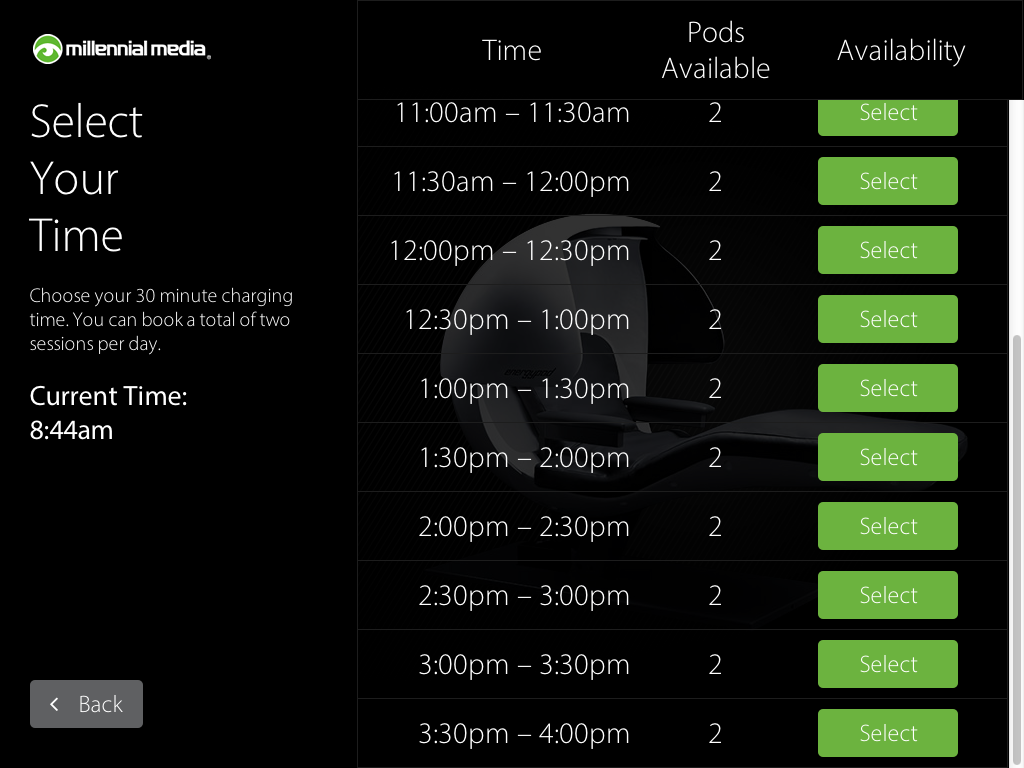 millennial media®
Select
Your
Time
Choose your 30 minute charging
time. You can book a total of two
sessions per day.
Current Time:
8:44am
Back
Time Pods Available Availability
11:00am – 11:30am 2 Select
11:30am – 12:00pm 2 Select
12:00pm – 12:30pm 2 Select
12:30pm – 1:00pm 2 Select
1:00pm – 1:30pm 2 Select
1:30pm – 2:00pm 2 Select
2:00pm – 2:30pm 2 Select
2:30pm – 3:00pm 2 Select
3:00pm – 3:30pm 2 Select
3:30pm – 4:00pm 2 Select